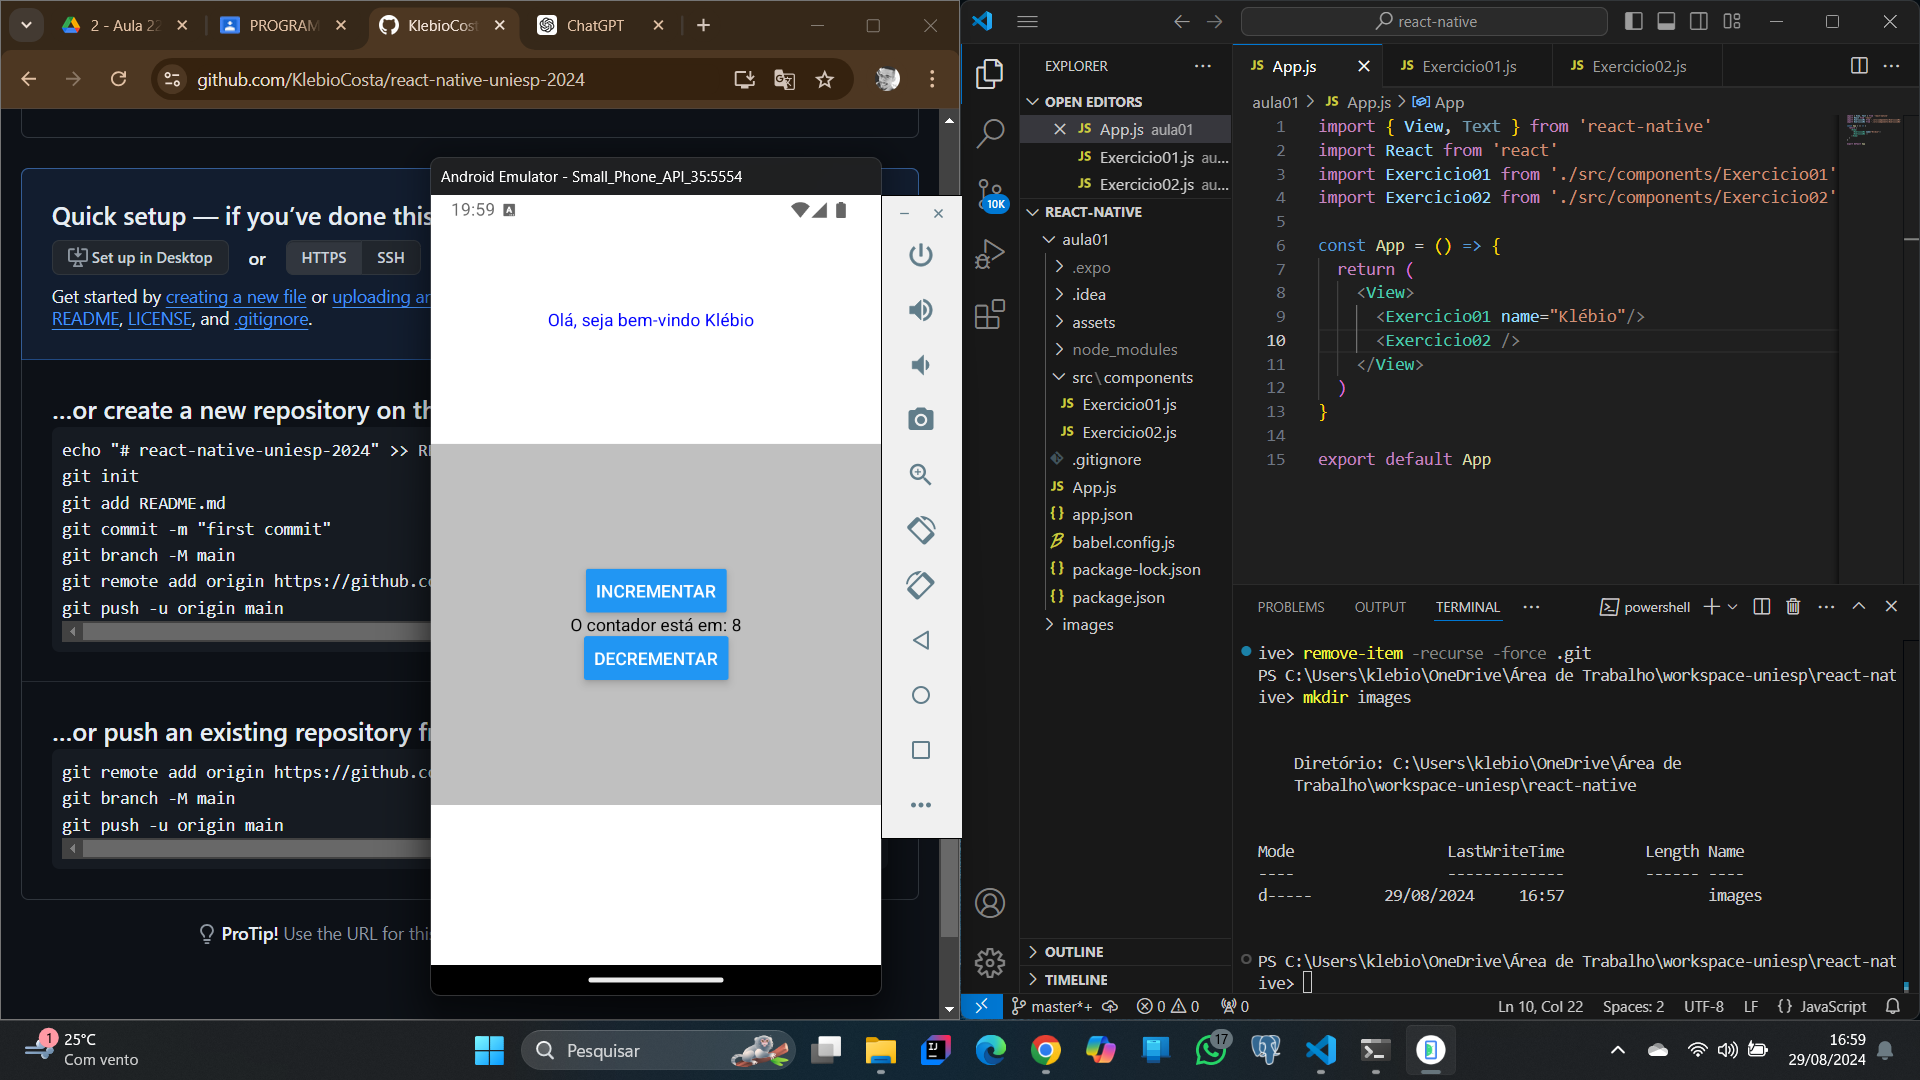 2 - Aula 22
PROGRAM
KlebioCost
ChatGPT
github.com/KlebioCosta/react-native-uniesp-2024
Quick setup — if you've done this
Set up in Desktop
or
HTTPS
SSH
Get started by creating a new file or uploading an
README, LICENSE, and .gitignore.
...or create a new repository on th
echo "# react-native-uniesp-2024" >> RE
git init
git add README.md
git commit -m "first commit"
git branch -M main
git remote add origin https://github.co
git push -u origin main
...or push an existing repository f
git remote add origin https://github.co
git branch -M main
git push -u origin main
ProTip! Use the URL for this
Android Emulator - Small_Phone_API_35:5554
19:59
Olá, seja bem-vindo Klébio
INCREMENTAR
O contador está em: 8
DECREMENTAR
react-native
EXPLORER
OPEN EDITORS
App.js aula01
Exercicio01.js au...
Exercicio02.js au...
10K
REACT-NATIVE
aula01
.expo
.idea
assets
node_modules
src\components
Exercicio01.js
Exercicio02.js
.gitignore
App.js
app.json
babel.config.js
package-lock.json
package.json
images
OUTLINE
TIMELINE
App.js
Exercicio01.js
Exercicio02.js
aula01 > App.js > App
1 import { View, Text } from 'react-native'
2 import React from 'react'
3 import Exercicio01 from './src/components/Exercicio01'
4 import Exercicio02 from './src/components/Exercicio02'
5
6 const App = () => {
7 return (
8 <View>
9 <Exercicio01 name="Klébio"/>
10 <Exercicio02 />
11 </View>
12 )
13 }
14
15 export default App
PROBLEMS
OUTPUT
TERMINAL
powershell
ive> remove-item -recurse -force .git
PS C:\Users\klebio\OneDrive\Área de Trabalho\workspace-uniesp\react-nat
ive> mkdir images
Diretório: C:\Users\klebio\OneDrive\Área de
Trabalho\workspace-uniesp\react-native
Mode LastWriteTime Length Name
---- ------------- ------ ----
d----- 29/08/2024 16:57 images
PS C:\Users\klebio\OneDrive\Área de Trabalho\workspace-uniesp\react-nat
ive>
master*+
0
0
0
Ln 10, Col 22
Spaces: 2
UTF-8
LF
{ } JavaScript
1
25°C
Com vento
Pesquisar
17
16:59
29/08/2024